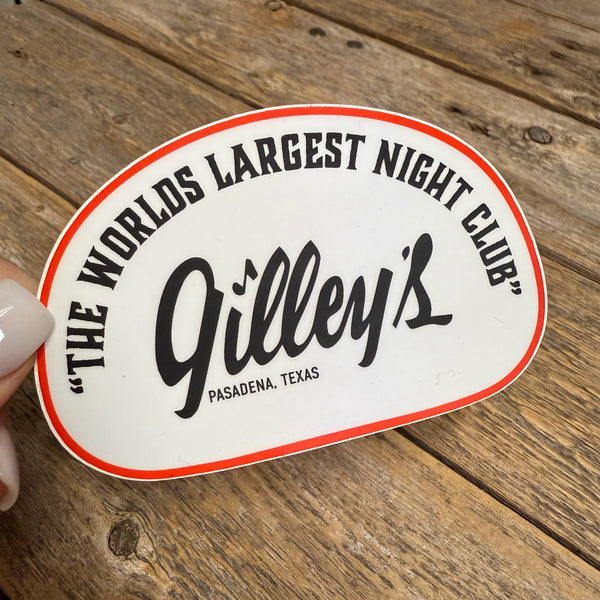 “THE WORLDS LARGEST NIGHT CLUB”
Gilley's
PASADENA, TEXAS